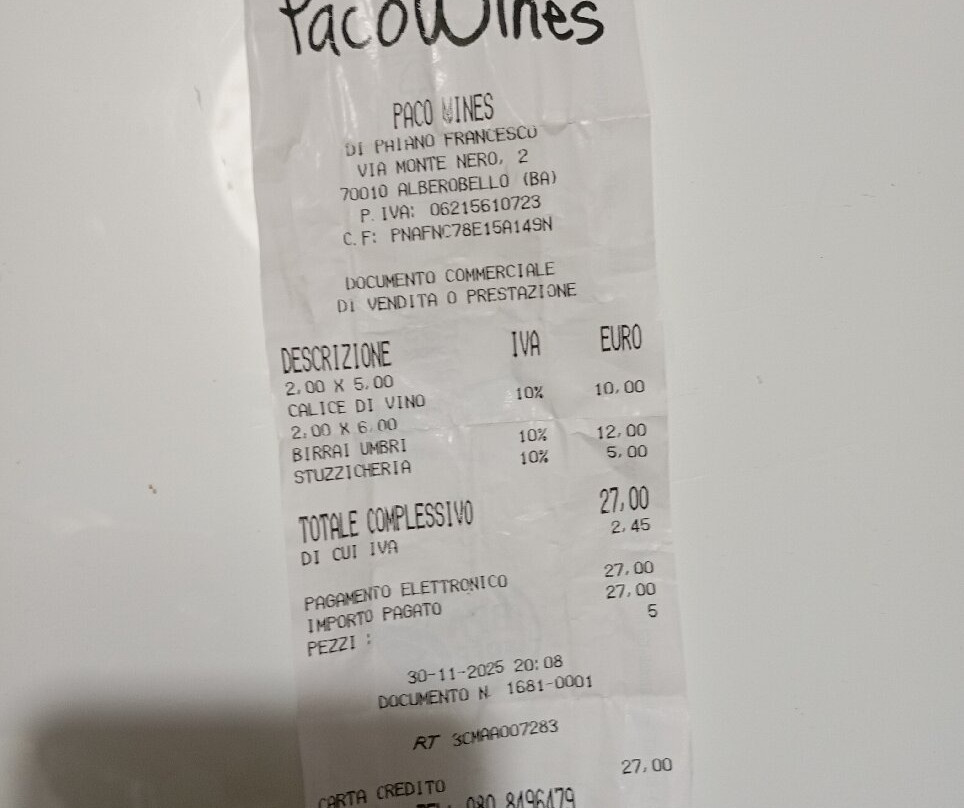 PacoWines
PACO WINES
DI PAIANO FRANCESCO
VIA MONTE NERO, 2
70010 ALBEROBELLO (BA)
P.IVA: 06215610723
C.F: PNAFNC78E15A149N
DOCUMENTO COMMERCIALE
DI VENDITA O PRESTAZIONE
DESCRIZIONE IVA EURO
2,00 X 5,00
CALICE DI VINO 10% 10,00
2,00 X 6,00
BIRRAI UMBRI 10% 12,00
STUZZICHERIA 10% 5,00
TOTALE COMPLESSIVO 27,00
DI CUI IVA 2,45
PAGAMENTO ELETTRONICO 27,00
IMPORTO PAGATO 27,00
PEZZI : 5
30-11-2025 20:08
DOCUMENTO N. 1681-0001
RT 3CMAA007283
CARTA CREDITO 27,00
TEL: 080 8496479